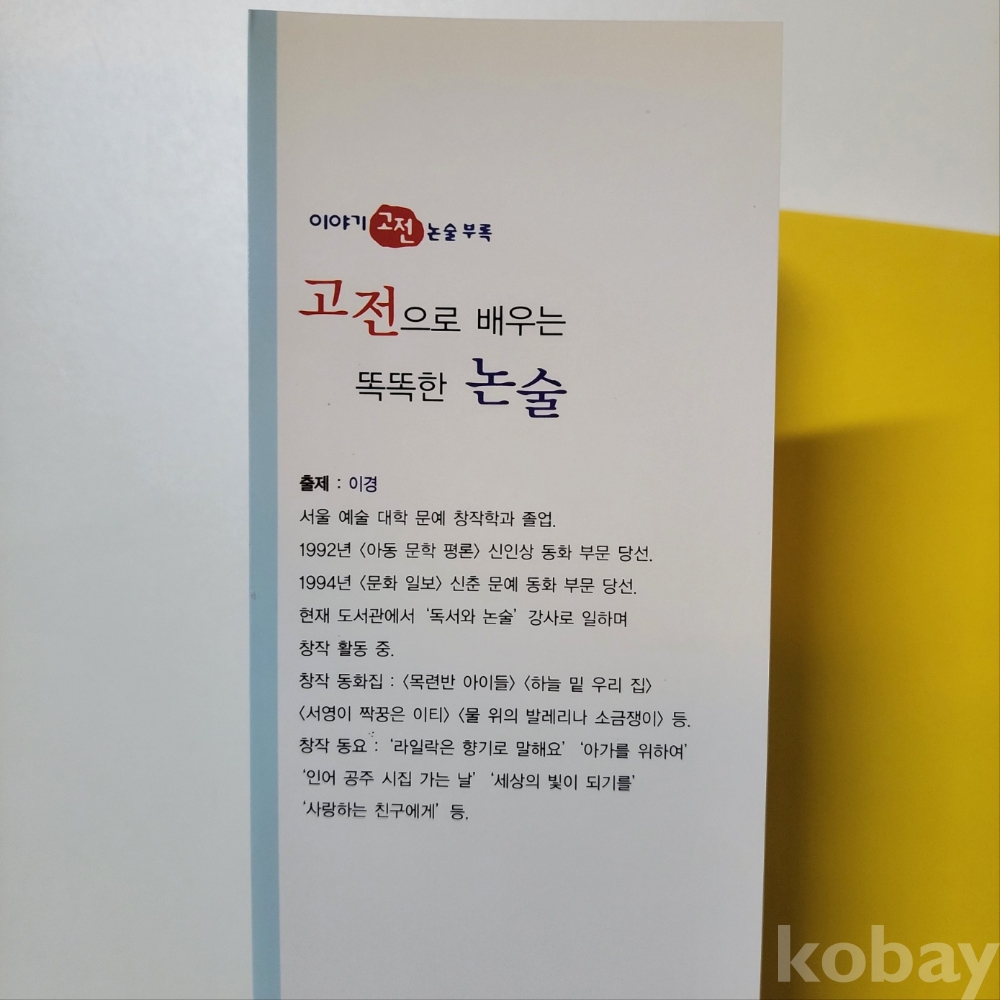 이야기 고전 논술 부록
고전으로 배우는
똑똑한 논술
출제 : 이경
서울 예술 대학 문예 창작학과 졸업.
1992년 〈아동 문학 평론〉 신인상 동화 부문 당선.
1994년 〈문화 일보〉 신춘 문예 동화 부문 당선.
현재 도서관에서 ‘독서와 논술’ 강사로 일하며
창작 활동 중.
창작 동화집 : 〈목련반 아이들〉 〈하늘 밑 우리 집〉
〈서영이 짝꿍은 이티〉 〈물 위의 발레리나 소금쟁이〉 등.
창작 동요 : ‘라일락은 향기로 말해요’ ‘아가를 위하여’
‘인어 공주 시집 가는 날’ ‘세상의 빛이 되기를’
‘사랑하는 친구에게’ 등.
kobay